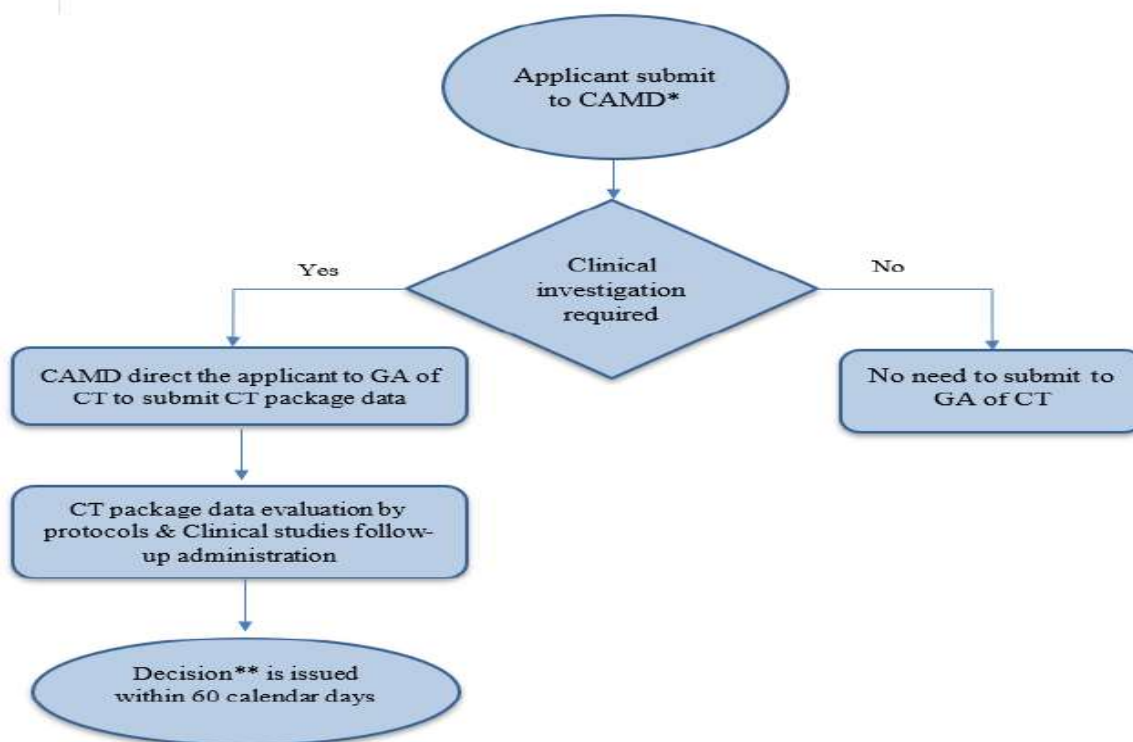 Applicant submit
to CAMD*
Clinical
investigation
required
Yes
No
CAMD direct the applicant to GA of
CT to submit CT package data
No need to submit to
GA of CT
CT package data evaluation by
protocols & Clinical studies follow-
up administration
Decision** is issued
within 60 calendar days